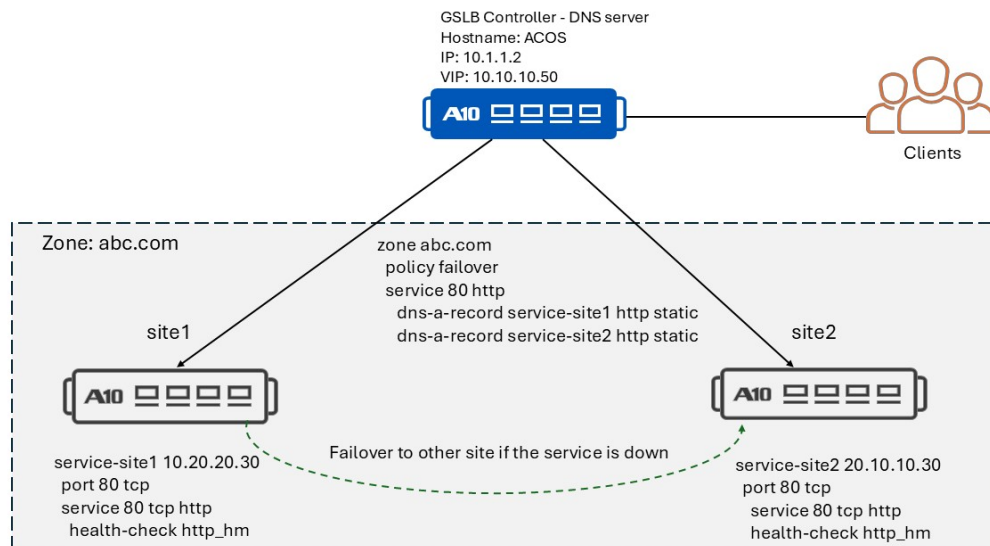 GSLB Controller - DNS server
Hostname: ACOS
IP: 10.1.1.2
VIP: 10.10.10.50
A10
Clients
Zone: abc.com
zone abc.com
policy failover
service 80 http
dns-a-record service-site1 http static
dns-a-record service-site2 http static
site1
site2
A10
A10
Failover to other site if the service is down
service-site1 10.20.20.30
port 80 tcp
service 80 tcp http
health-check http_hm
service-site2 20.10.10.30
port 80 tcp
service 80 tcp http
health-check http_hm